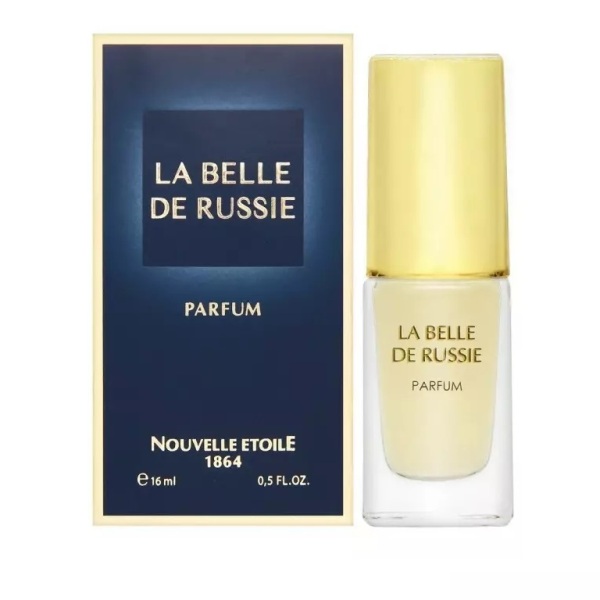 LA BELLE
DE RUSSIE
PARFUM
NOUVELLE ETOILE
1864
℮16 ml 0,5 FL.OZ.
LA BELLE
DE RUSSIE
PARFUM